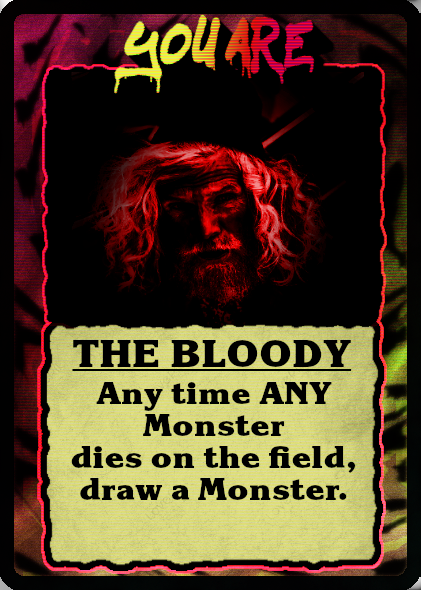 YOU ARE
THE BLOODY
Any time ANY
Monster
dies on the field,
draw a Monster.